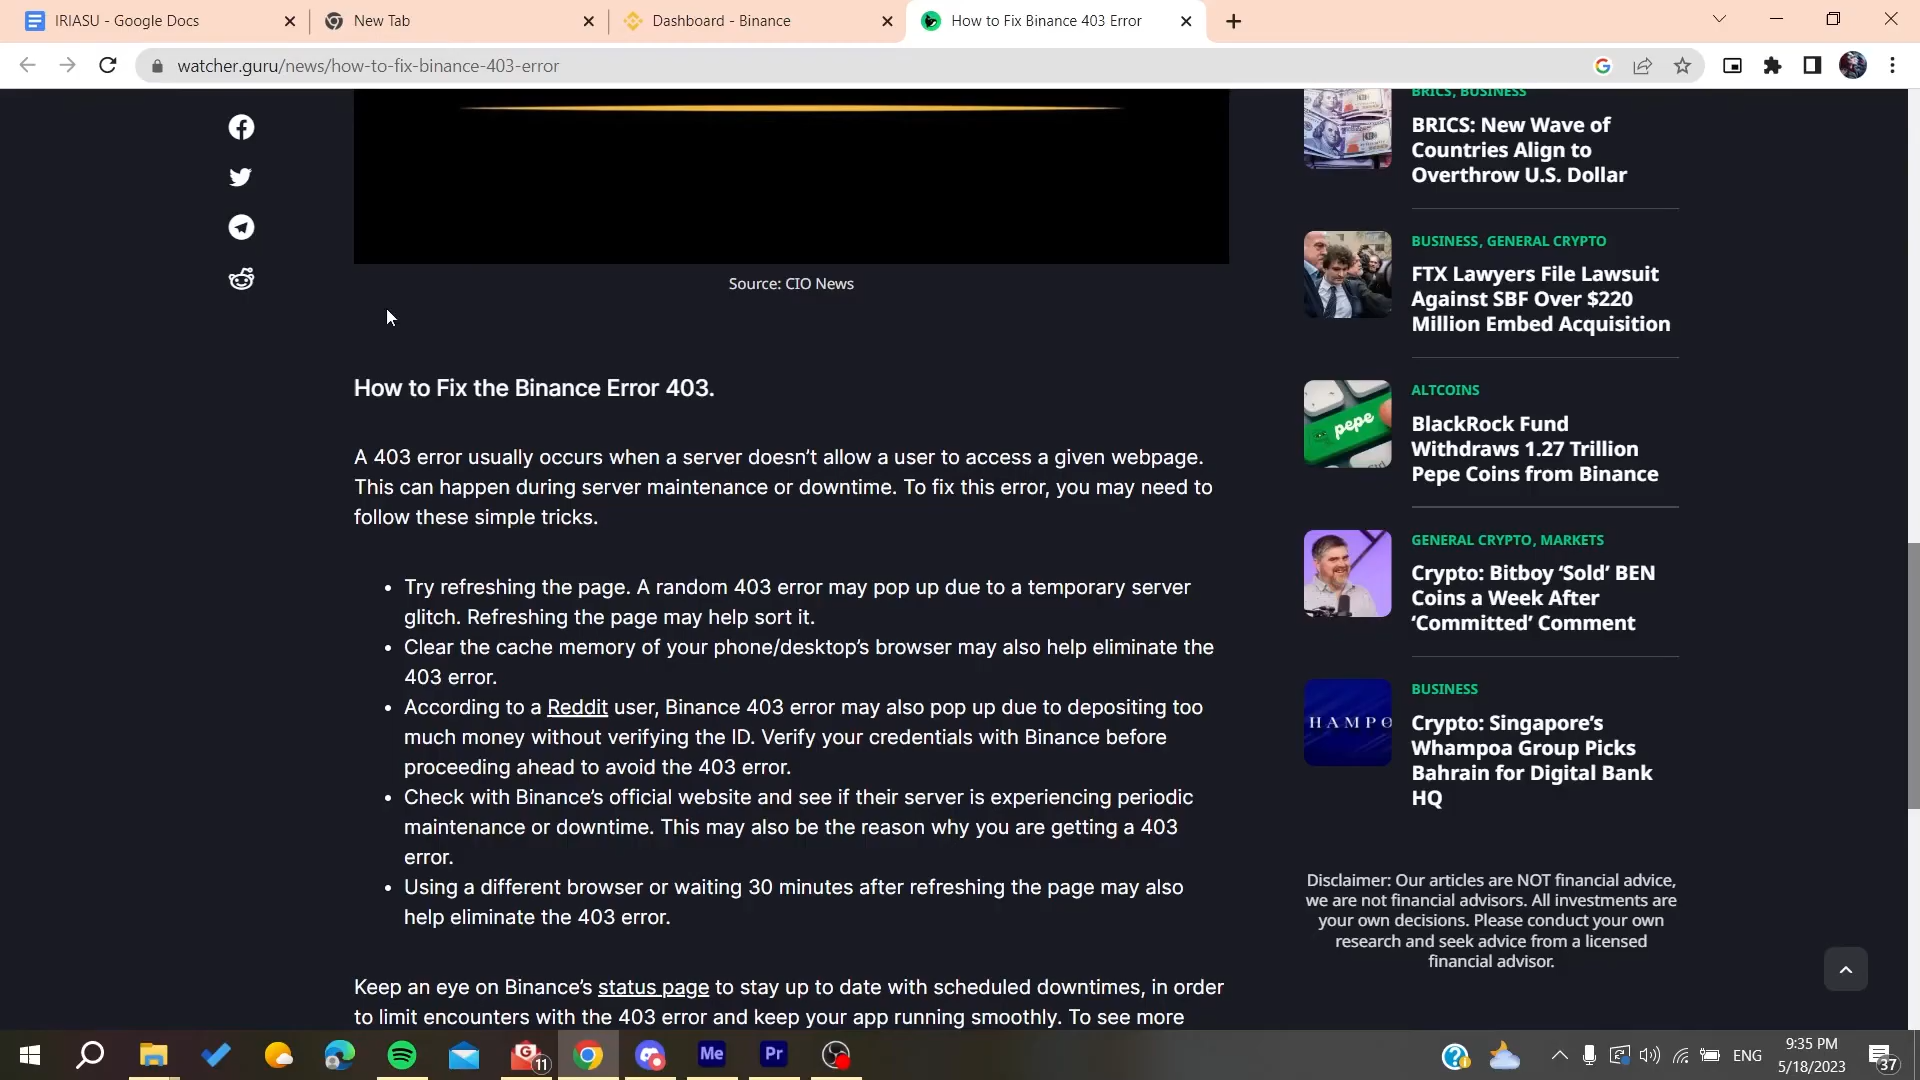 IRIASU - Google Docs
New Tab
Dashboard - Binance
How to Fix Binance 403 Error
watcher.guru/news/how-to-fix-binance-403-error
Source: CIO News
How to Fix the Binance Error 403.
A 403 error usually occurs when a server doesn’t allow a user to access a given webpage.
This can happen during server maintenance or downtime. To fix this error, you may need to
follow these simple tricks.
• Try refreshing the page. A random 403 error may pop up due to a temporary server
glitch. Refreshing the page may help sort it.
• Clear the cache memory of your phone/desktop’s browser may also help eliminate the
403 error.
• According to a Reddit user, Binance 403 error may also pop up due to depositing too
much money without verifying the ID. Verify your credentials with Binance before
proceeding ahead to avoid the 403 error.
• Check with Binance’s official website and see if their server is experiencing periodic
maintenance or downtime. This may also be the reason why you are getting a 403
error.
• Using a different browser or waiting 30 minutes after refreshing the page may also
help eliminate the 403 error.
Keep an eye on Binance’s status page to stay up to date with scheduled downtimes, in order
to limit encounters with the 403 error and keep your app running smoothly. To see more
BRICS, BUSINESS
BRICS: New Wave of
Countries Align to
Overthrow U.S. Dollar
BUSINESS, GENERAL CRYPTO
FTX Lawyers File Lawsuit
Against SBF Over $220
Million Embed Acquisition
pepe
ALTCOINS
BlackRock Fund
Withdraws 1.27 Trillion
Pepe Coins from Binance
GENERAL CRYPTO, MARKETS
Crypto: Bitboy ‘Sold’ BEN
Coins a Week After
‘Committed’ Comment
HAMPO
BUSINESS
Crypto: Singapore’s
Whampoa Group Picks
Bahrain for Digital Bank
HQ
Disclaimer: Our articles are NOT financial advice,
we are not financial advisors. All investments are
your own decisions. Please conduct your own
research and seek advice from a licensed
financial advisor.
G
11
Me
Pr
ENG
9:35 PM
5/18/2023
37